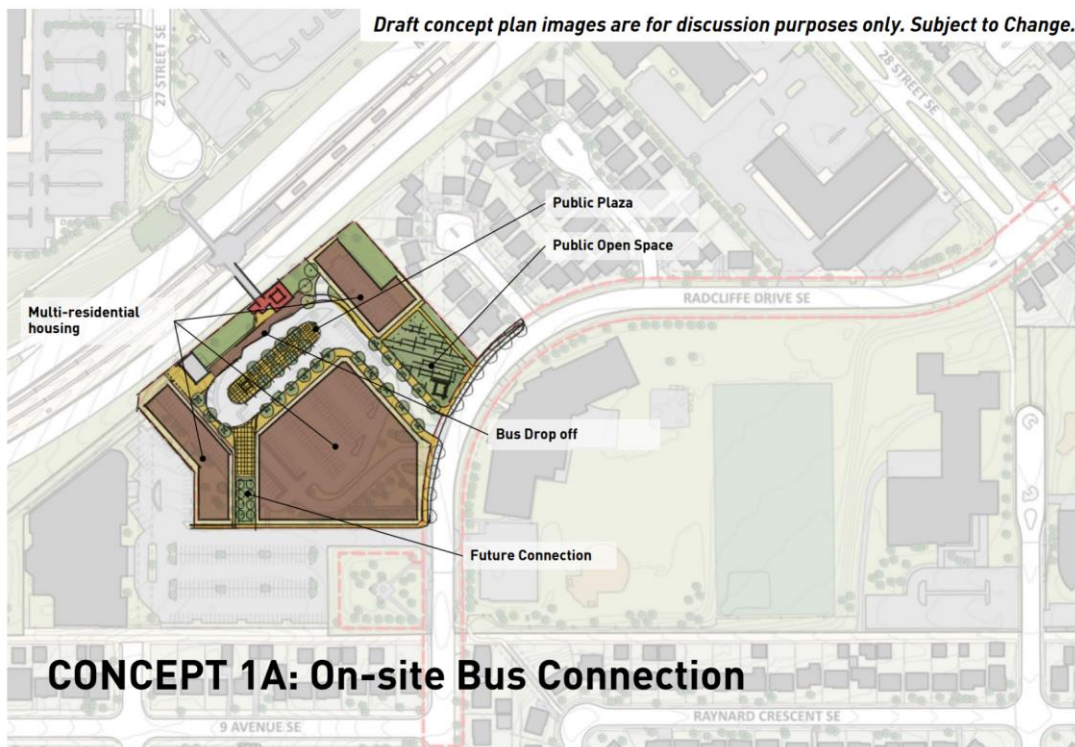 Draft concept plan images are for discussion purposes only. Subject to Change.
27 STREET SE
28 STREET SE
Public Plaza
Public Open Space
Multi-residential
housing
RADCLIFFE DRIVE SE
Bus Drop off
Future Connection
CONCEPT 1A: On-site Bus Connection
9 AVENUE SE
RAYNARD CRESCENT SE